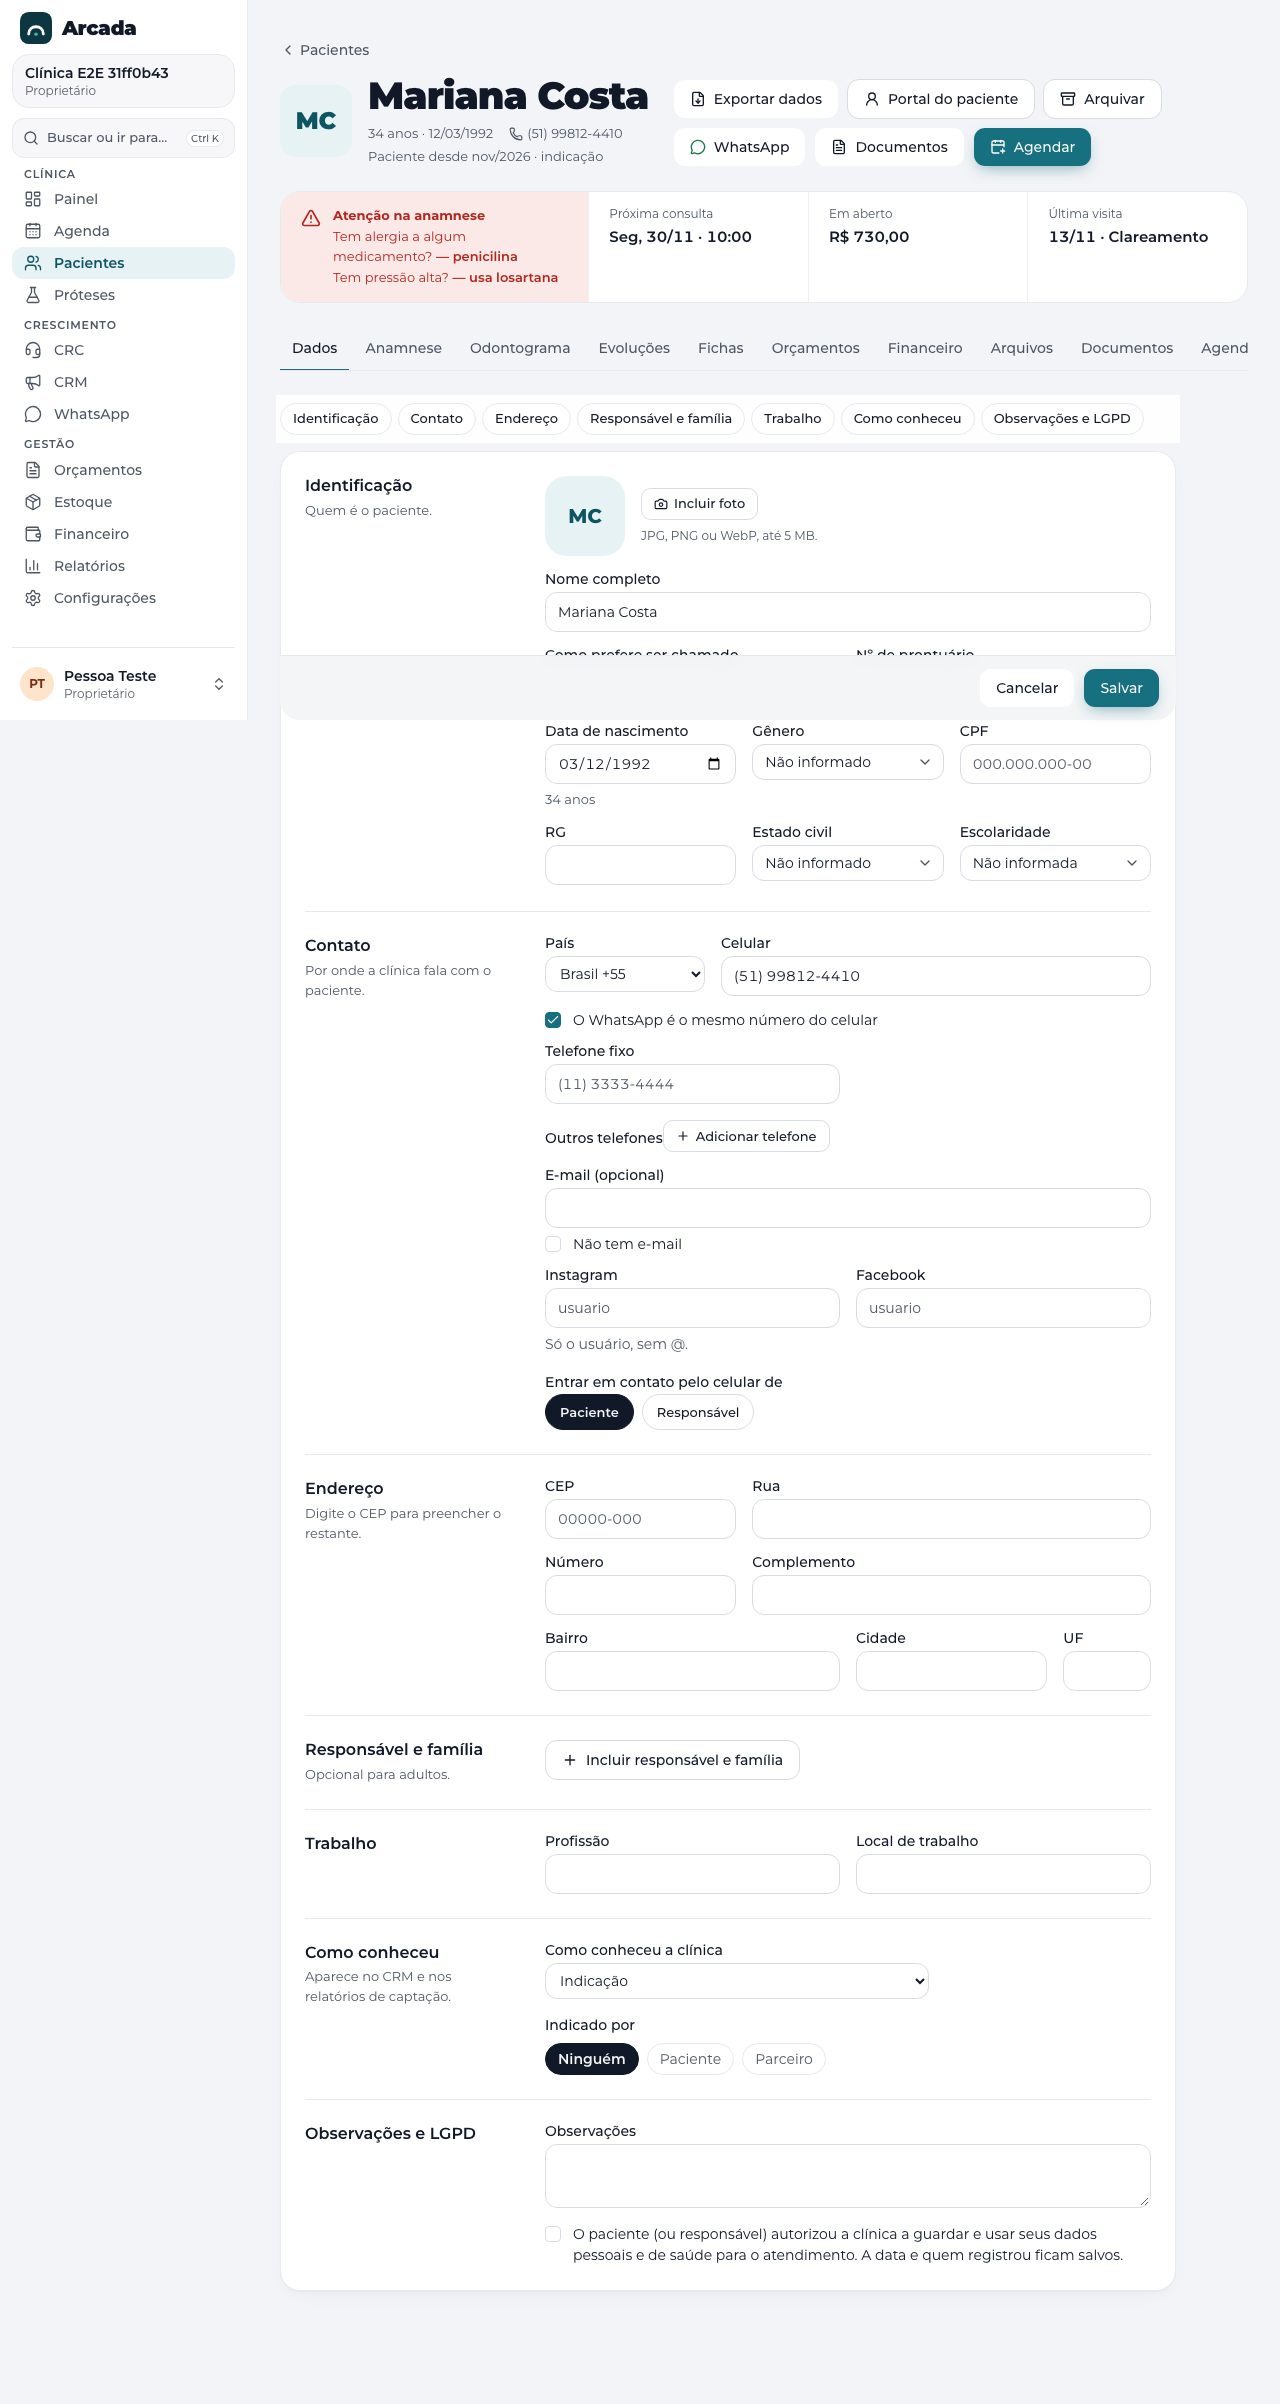 Arcada
Clínica E2E 31ff0b43
Proprietário
Buscar ou ir para...
Ctrl K
CLÍNICA
Painel
Agenda
Pacientes
Próteses
CRESCIMENTO
CRC
CRM
WhatsApp
GESTÃO
Orçamentos
Estoque
Financeiro
Relatórios
Configurações
PT
Pessoa Teste
Proprietário
Pacientes
MC
Mariana Costa
34 anos · 12/03/1992
(51) 99812-4410
Paciente desde nov/2026 · indicação
Exportar dados
Portal do paciente
Arquivar
WhatsApp
Documentos
Agendar
Atenção na anamnese
Tem alergia a algum
medicamento? — penicilina
Tem pressão alta? — usa losartana
Próxima consulta
Seg, 30/11 · 10:00
Em aberto
R$ 730,00
Última visita
13/11 · Clareamento
Dados
Anamnese
Odontograma
Evoluções
Fichas
Orçamentos
Financeiro
Arquivos
Documentos
Agend
Identificação
Contato
Endereço
Responsável e família
Trabalho
Como conheceu
Observações e LGPD
Identificação
Quem é o paciente.
MC
Incluir foto
JPG, PNG ou WebP, até 5 MB.
Nome completo
Mariana Costa
Como prefere ser chamado
Nº de prontuário
Cancelar
Salvar
Data de nascimento
Gênero
CPF
03/12/1992
Não informado
000.000.000-00
34 anos
RG
Estado civil
Escolaridade
Não informado
Não informada
Contato
Por onde a clínica fala com o
paciente.
País
Celular
Brasil +55
(51) 99812-4410
O WhatsApp é o mesmo número do celular
Telefone fixo
(11) 3333-4444
Outros telefones
Adicionar telefone
E-mail (opcional)
Não tem e-mail
Instagram
Facebook
usuario
usuario
Só o usuário, sem @.
Entrar em contato pelo celular de
Paciente
Responsável
Endereço
Digite o CEP para preencher o
restante.
CEP
Rua
00000-000
Número
Complemento
Bairro
Cidade
UF
Responsável e família
Opcional para adultos.
Incluir responsável e família
Trabalho
Profissão
Local de trabalho
Como conheceu
Aparece no CRM e nos
relatórios de captação.
Como conheceu a clínica
Indicação
Indicado por
Ninguém
Paciente
Parceiro
Observações e LGPD
Observações
O paciente (ou responsável) autorizou a clínica a guardar e usar seus dados
pessoais e de saúde para o atendimento. A data e quem registrou ficam salvos.